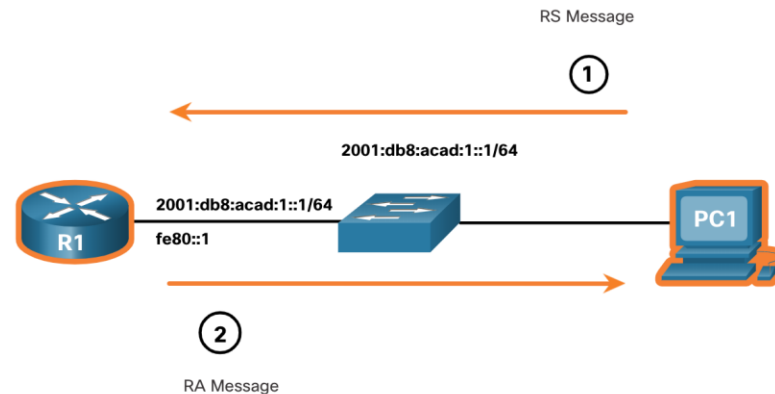 RS Message
1
2001:db8:acad:1::1/64
2001:db8:acad:1::1/64
R1
fe80::1
PC1
2
RA Message